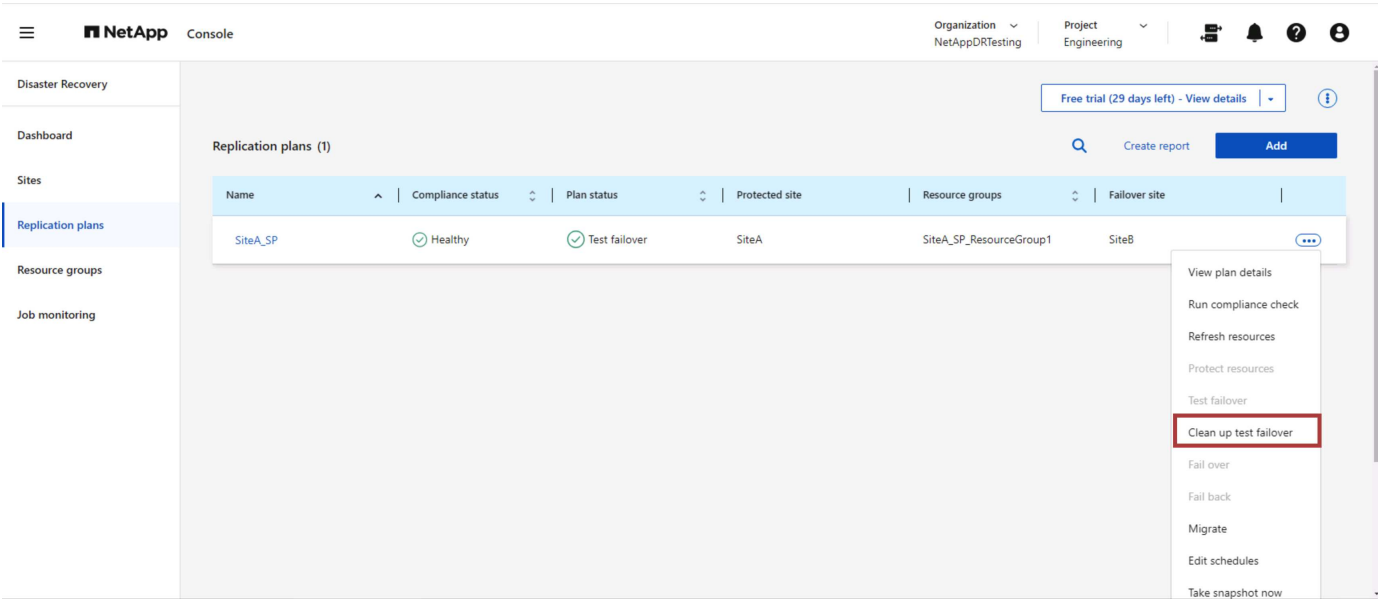 NetApp Console
Organization
NetAppDRTesting
Project
Engineering
Disaster Recovery
Dashboard
Sites
Replication plans
Resource groups
Job monitoring
Free trial (29 days left) - View details
Replication plans (1)
Create report
Add
Name Compliance status Plan status Protected site Resource groups Failover site
SiteA_SP Healthy Test failover SiteA SiteA_SP_ResourceGroup1 SiteB
View plan details
Run compliance check
Refresh resources
Protect resources
Test failover
Clean up test failover
Fail over
Fail back
Migrate
Edit schedules
Take snapshot now